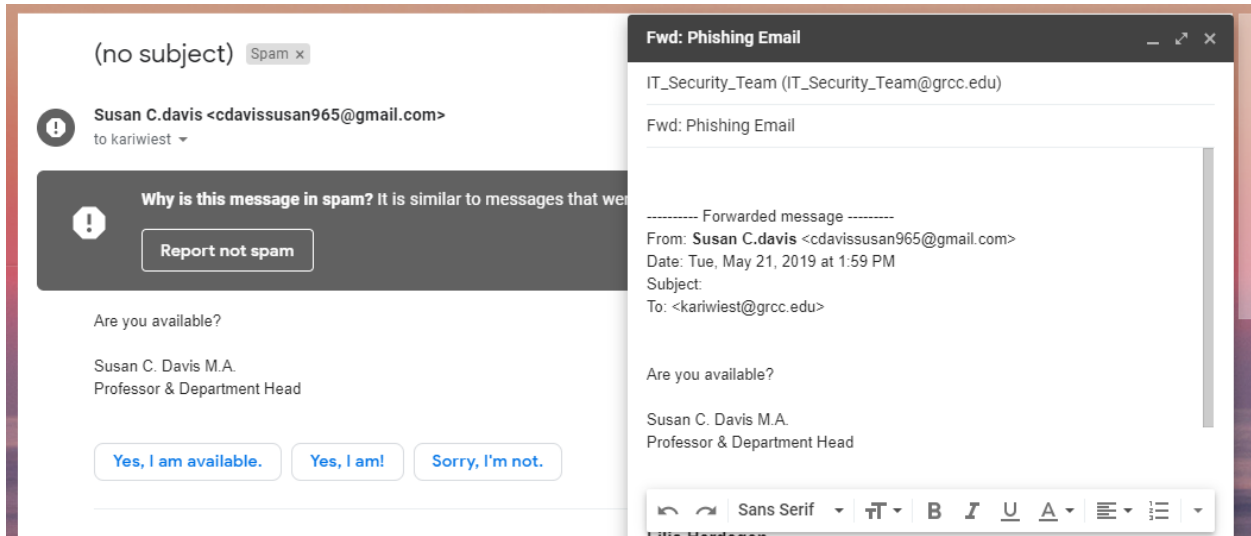 (no subject) Spam x
Susan C.davis <cdavissusan965@gmail.com>
to kariwiest
Why is this message in spam? It is similar to messages that wer
Report not spam
Are you available?
Susan C. Davis M.A.
Professor & Department Head
Yes, I am available. Yes, I am! Sorry, I'm not.
Fwd: Phishing Email
IT_Security_Team (IT_Security_Team@grcc.edu)
Fwd: Phishing Email
---------- Forwarded message ---------
From: Susan C.davis <cdavissusan965@gmail.com>
Date: Tue, May 21, 2019 at 1:59 PM
Subject:
To: <kariwiest@grcc.edu>
Are you available?
Susan C. Davis M.A.
Professor & Department Head
Sans Serif